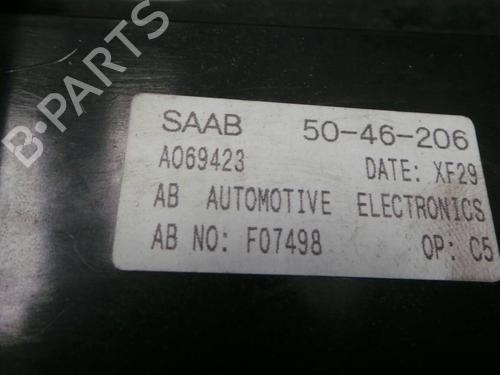 B-PARTS
SAAB 50-46-206
A069423 DATE: XF29
AB AUTOMOTIVE ELECTRONICS
AB NO: F07498 OP: C5